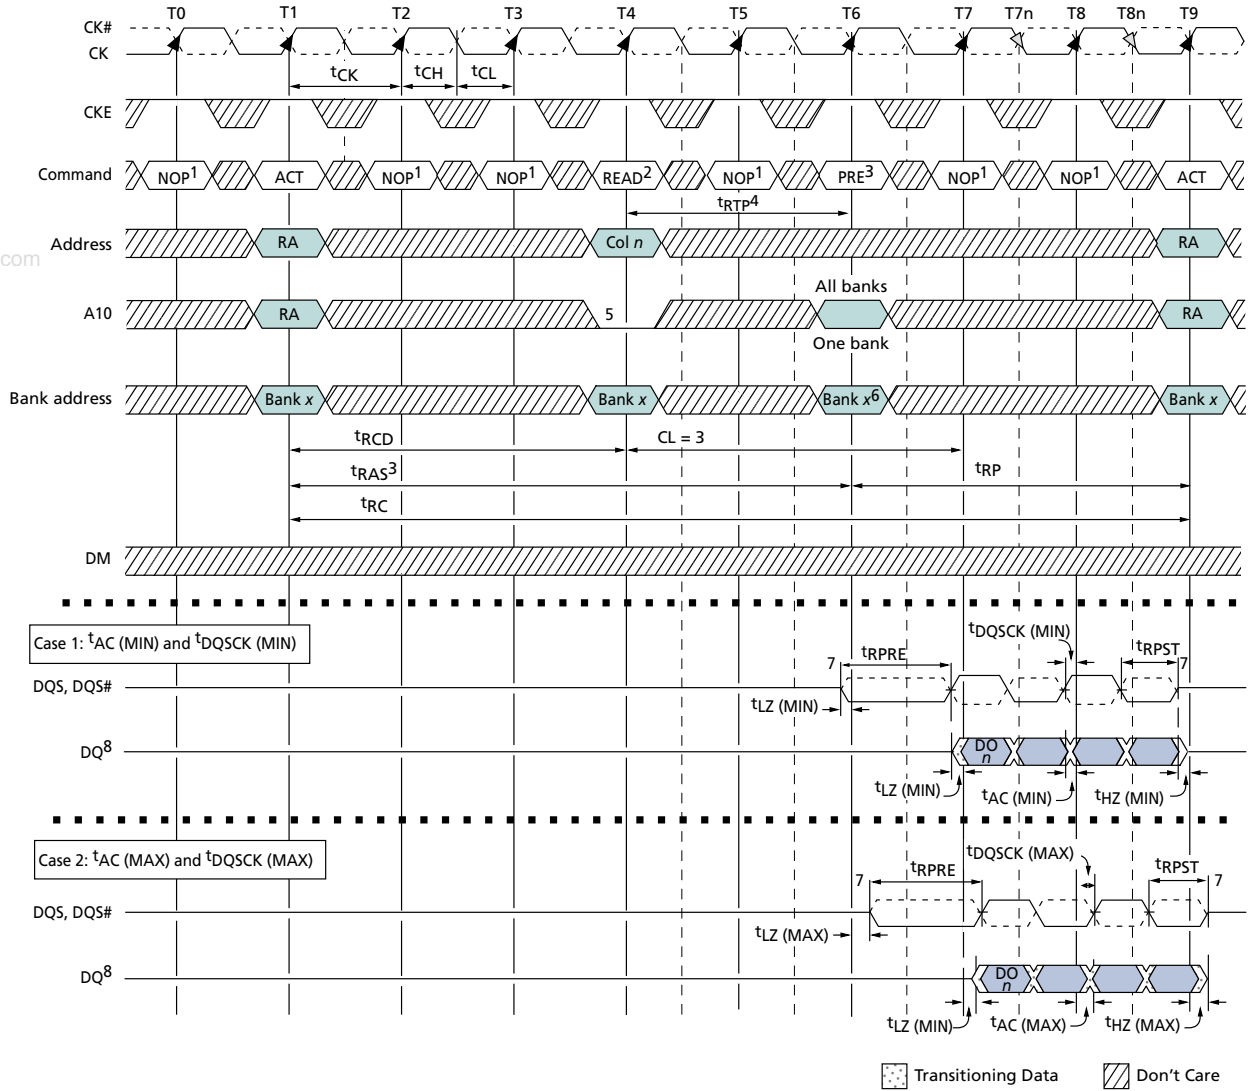 T0 T1 T2 T3 T4 T5 T6 T7 T7n T8 T8n T9
CK#
CK
tCK tCH tCL
CKE
Command NOP1 ACT NOP1 NOP1 READ2 NOP1 PRE3 NOP1 NOP1 ACT
tRTP4
Address RA Col n RA
com
All banks
A10 RA 5 RA
One bank
Bank address Bank x Bank x Bank x6 Bank x
tRCD CL = 3
tRAS3 tRP
tRC
DM
Case 1: tAC (MIN) and tDQSCK (MIN)
tDQSCK (MIN)
7 tRPRE tRPST 7
DQS, DQS#
tLZ (MIN)
DQ8 DO n
tLZ (MIN) tAC (MIN) tHZ (MIN)
Case 2: tAC (MAX) and tDQSCK (MAX)
tDQSCK (MAX)
7 tRPRE tRPST 7
DQS, DQS#
tLZ (MAX)
DQ8 DO n
tLZ (MIN) tAC (MAX) tHZ (MAX)
Transitioning Data Don't Care